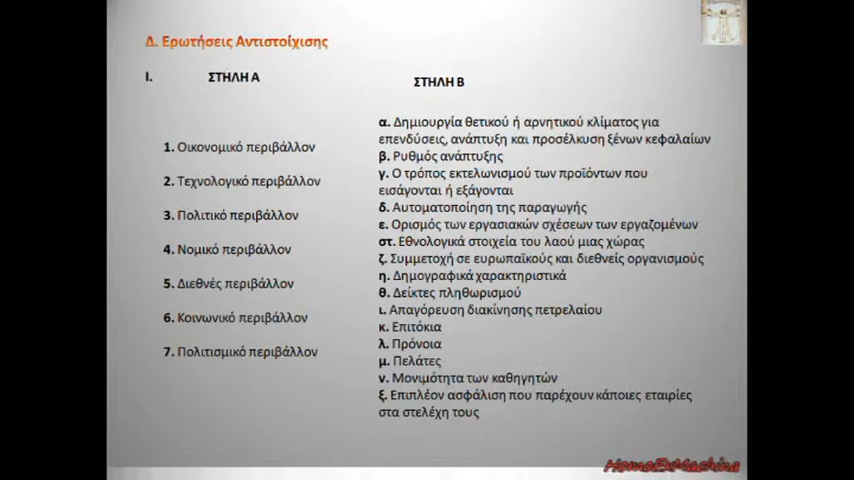 Δ. Ερωτήσεις Αντιστοίχισης
Ι. ΣΤΗΛΗ Α
1. Οικονομικό περιβάλλον
2. Τεχνολογικό περιβάλλον
3. Πολιτικό περιβάλλον
4. Νομικό περιβάλλον
5. Διεθνές περιβάλλον
6. Κοινωνικό περιβάλλον
7. Πολιτισμικό περιβάλλον
ΣΤΗΛΗ Β
α. Δημιουργία θετικού ή αρνητικού κλίματος για
επενδύσεις, ανάπτυξη και προσέλκυση ξένων κεφαλαίων
β. Ρυθμός ανάπτυξης
γ. Ο τρόπος εκτελωνισμού των προϊόντων που
εισάγονται ή εξάγονται
δ. Αυτοματοποίηση της παραγωγής
ε. Ορισμός των εργασιακών σχέσεων των εργαζομένων
στ. Εθνολογικά στοιχεία του λαού μιας χώρας
ζ. Συμμετοχή σε ευρωπαϊκούς και διεθνείς οργανισμούς
η. Δημογραφικά χαρακτηριστικά
θ. Δείκτες πληθωρισμού
ι. Απαγόρευση διακίνησης πετρελαίου
κ. Επιτόκια
λ. Πρόνοια
μ. Πελάτες
ν. Μονιμότητα των καθηγητών
ξ. Επιπλέον ασφάλιση που παρέχουν κάποιες εταιρίες
στα στελέχη τους
HomoExMachina